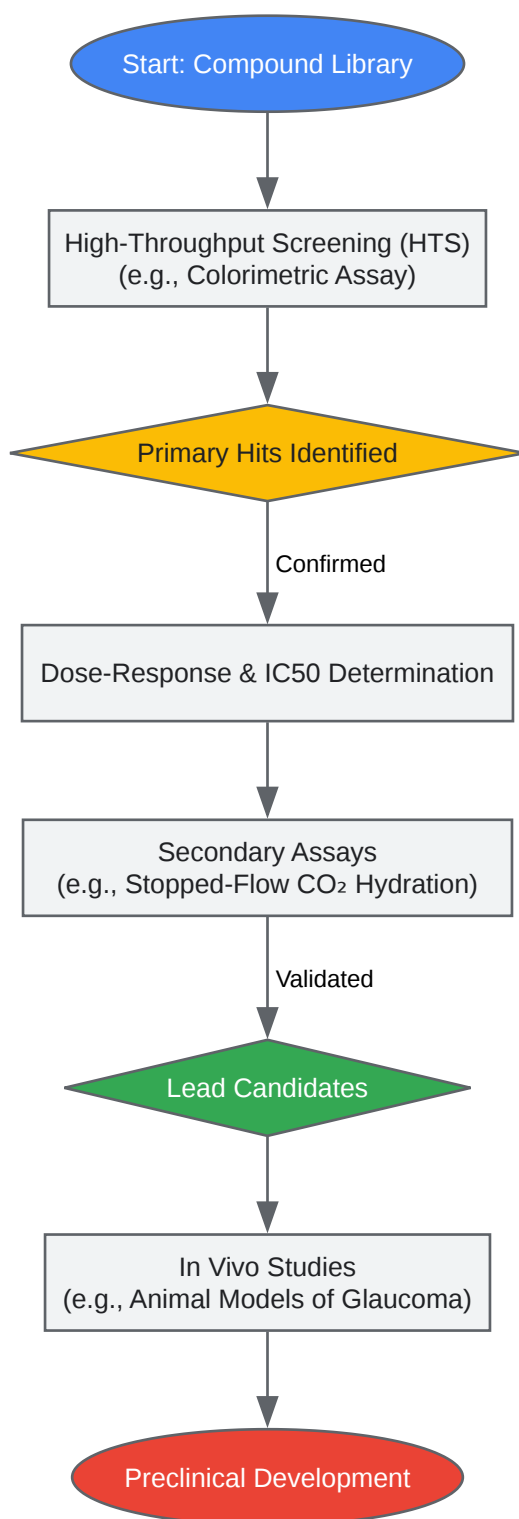 Start: Compound Library
High-Throughput Screening (HTS)
(e.g., Colorimetric Assay)
Primary Hits Identified
Confirmed
Dose-Response & IC50 Determination
Secondary Assays
(e.g., Stopped-Flow CO₂ Hydration)
Validated
Lead Candidates
In Vivo Studies
(e.g., Animal Models of Glaucoma)
Preclinical Development